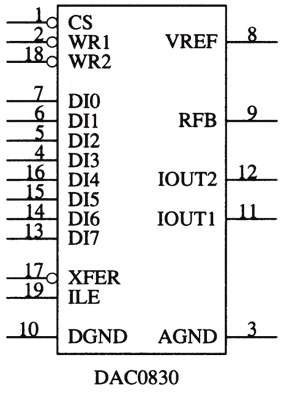 1 CS
2 WR1 VREF 8
18 WR2
7 DI0
6 DI1 RFB 9
5 DI2
4 DI3
16 DI4 IOUT2 12
15 DI5
14 DI6 IOUT1 11
13 DI7
17 XFER
19 ILE
10 DGND AGND 3
DAC0830